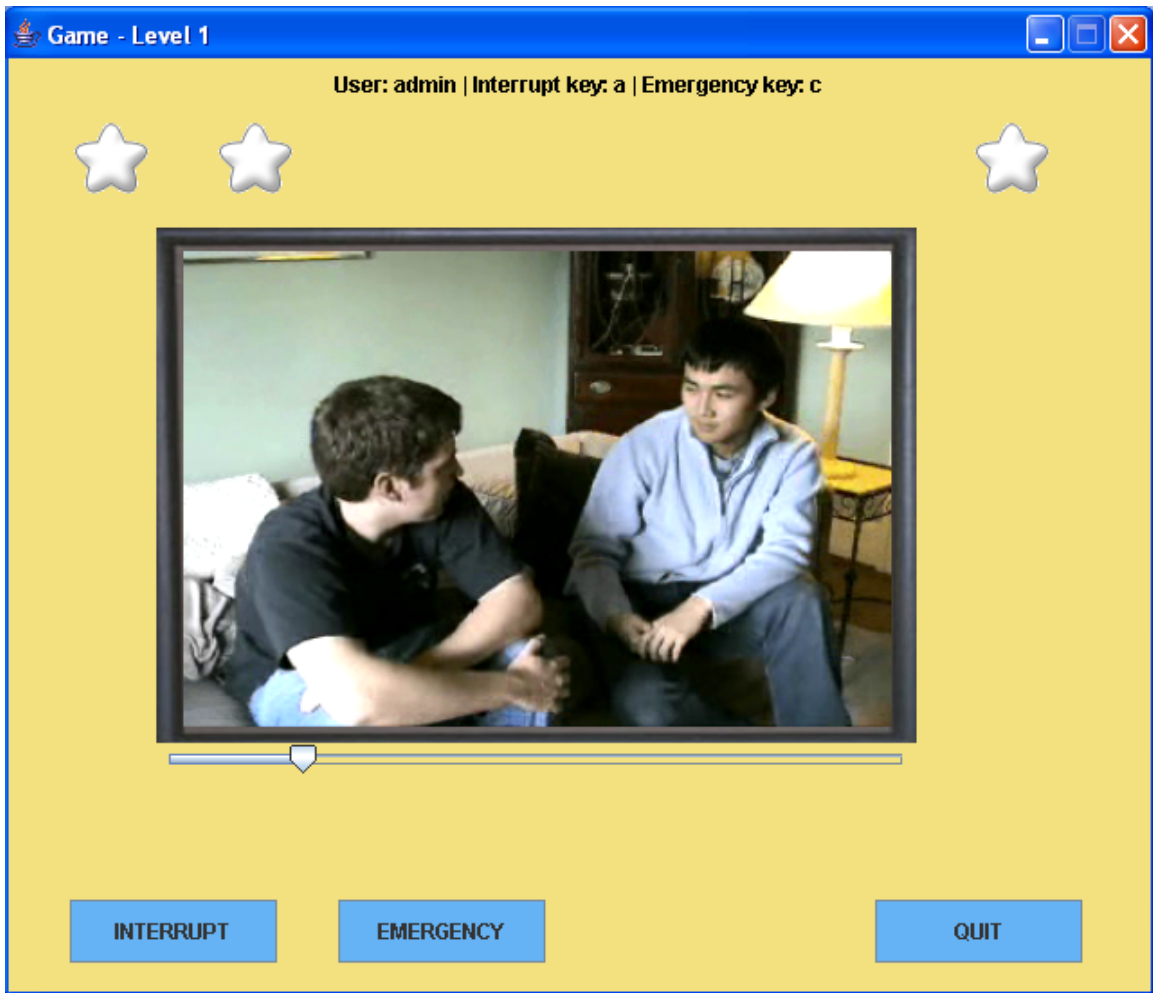 Game - Level 1
User: admin | Interrupt key: a | Emergency key: c
INTERRUPT
EMERGENCY
QUIT